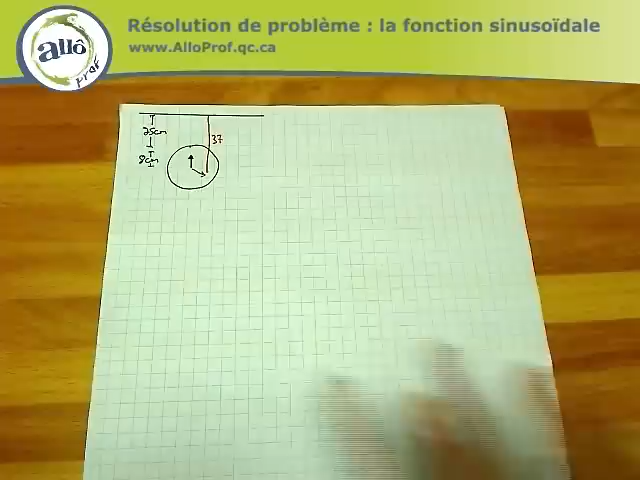 Résolution de problème : la fonction sinusoïdale
www.AlloProf.qc.ca
allô
prof
25cm
37
8cm